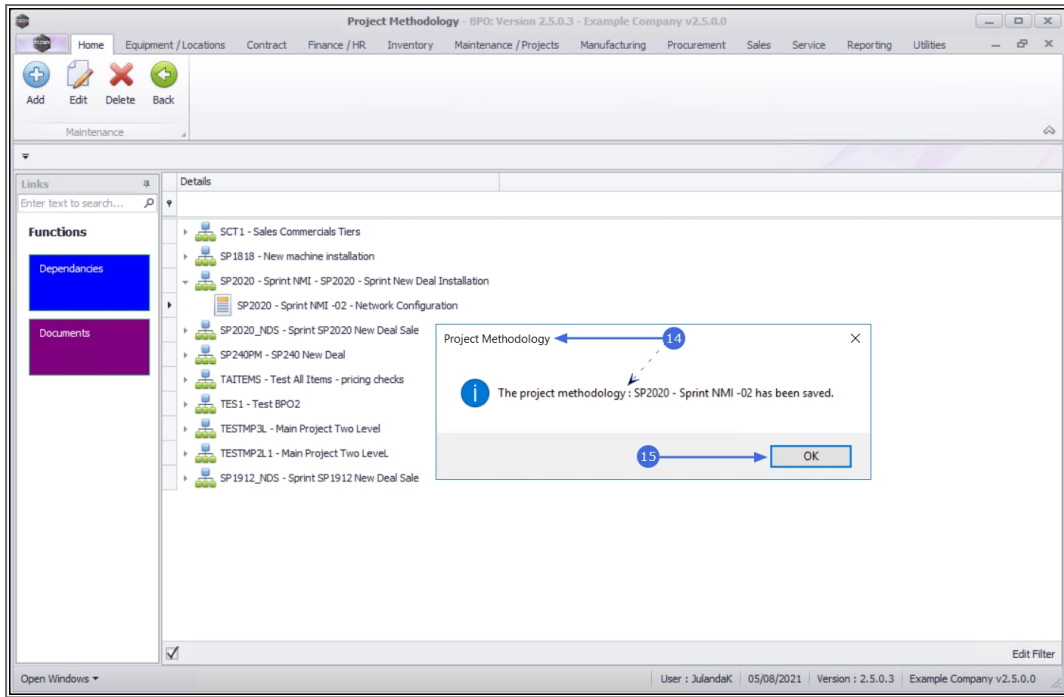 Project Methodology - BPO: Version 2.5.0.3 - Example Company v2.5.0.0
BPO Home Equipment / Locations Contract Finance / HR Inventory Maintenance / Projects Manufacturing Procurement Sales Service Reporting Utilities
Add Edit Delete Back
Maintenance
Links
Details
Enter text to search...
Functions
Dependancies
Documents
SCT1 - Sales Commercials Tiers
SP1818 - New machine installation
SP2020 - Sprint NMI - SP2020 - Sprint New Deal Installation
SP2020 - Sprint NMI -02 - Network Configuration
SP2020_NDS - Sprint SP2020 New Deal Sale
SP240PM - SP240 New Deal
TAITEMS - Test All Items - pricing checks
TES1 - Test BPO2
TESTMP3L - Main Project Two Level
TESTMP2L1 - Main Project Two LeveL
SP1912_NDS - Sprint SP1912 New Deal Sale
Project Methodology 14
The project methodology : SP2020 - Sprint NMI -02 has been saved.
15 OK
Edit Filter
Open Windows User : JulandaK 05/08/2021 Version : 2.5.0.3 Example Company v2.5.0.0